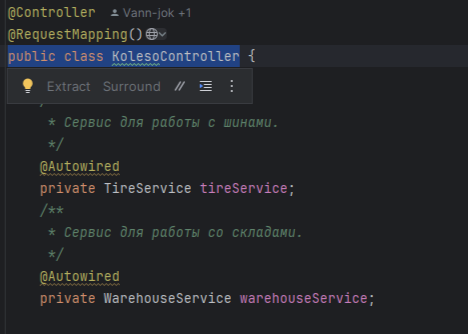 @Controller Vann-jok +1
@RequestMapping()
public class KolesoController {
Extract Surround //
* Сервис для работы с шинами.
*/
@Autowired
private TireService tireService;
/**
* Сервис для работы со складами.
*/
@Autowired
private WarehouseService warehouseService;